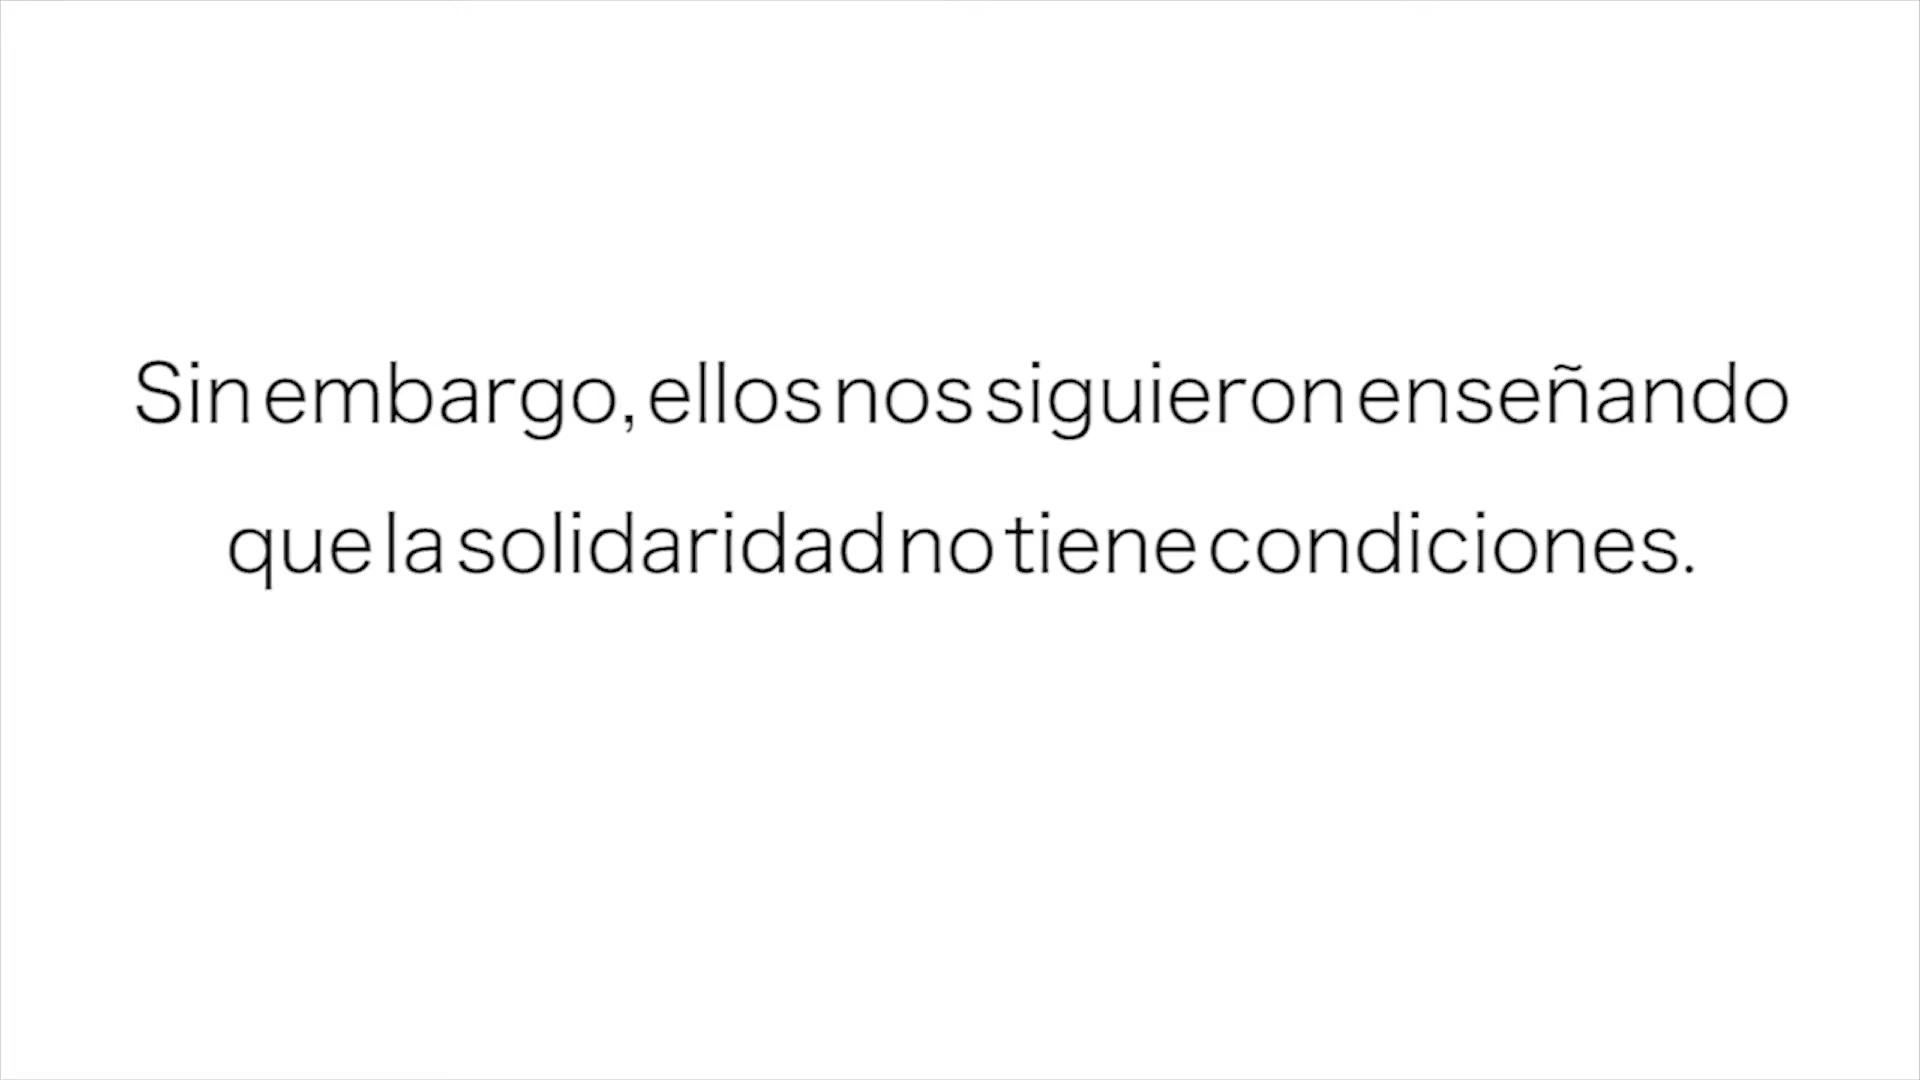 Sin embargo, ellos nos siguieron enseñando
que la solidaridad no tiene condiciones.